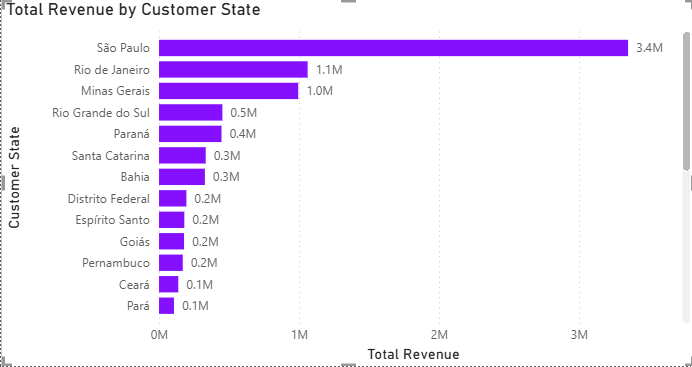 Total Revenue by Customer State
Customer State
São Paulo 3.4M
Rio de Janeiro 1.1M
Minas Gerais 1.0M
Rio Grande do Sul 0.5M
Paraná 0.4M
Santa Catarina 0.3M
Bahia 0.3M
Distrito Federal 0.2M
Espírito Santo 0.2M
Goiás 0.2M
Pernambuco 0.2M
Ceará 0.1M
Pará 0.1M
0M 1M 2M 3M
Total Revenue